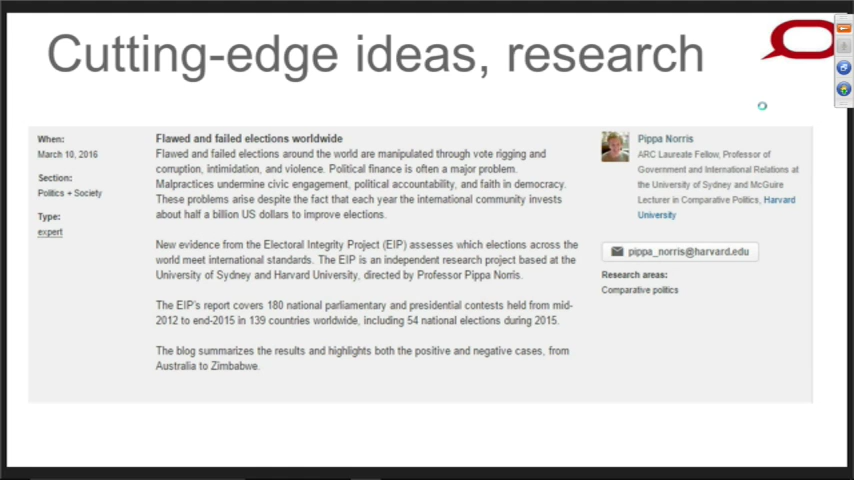 Cutting-edge ideas, research
When:
March 10, 2016
Section:
Politics + Society
Type:
expert
Flawed and failed elections worldwide
Flawed and failed elections around the world are manipulated through vote rigging and
corruption, intimidation, and violence. Political finance is often a major problem.
Malpractices undermine civic engagement, political accountability, and faith in democracy.
These problems arise despite the fact that each year the international community invests
about half a billion US dollars to improve elections.
New evidence from the Electoral Integrity Project (EIP) assesses which elections across the
world meet international standards. The EIP is an independent research project based at the
University of Sydney and Harvard University, directed by Professor Pippa Norris.
The EIP's report covers 180 national parliamentary and presidential contests held from mid-
2012 to end-2015 in 139 countries worldwide, including 54 national elections during 2015.
The blog summarizes the results and highlights both the positive and negative cases, from
Australia to Zimbabwe.
Pippa Norris
ARC Laureate Fellow, Professor of
Government and International Relations at
the University of Sydney and McGuire
Lecturer in Comparative Politics, Harvard
University
pippa_norris@harvard.edu
Research areas:
Comparative politics